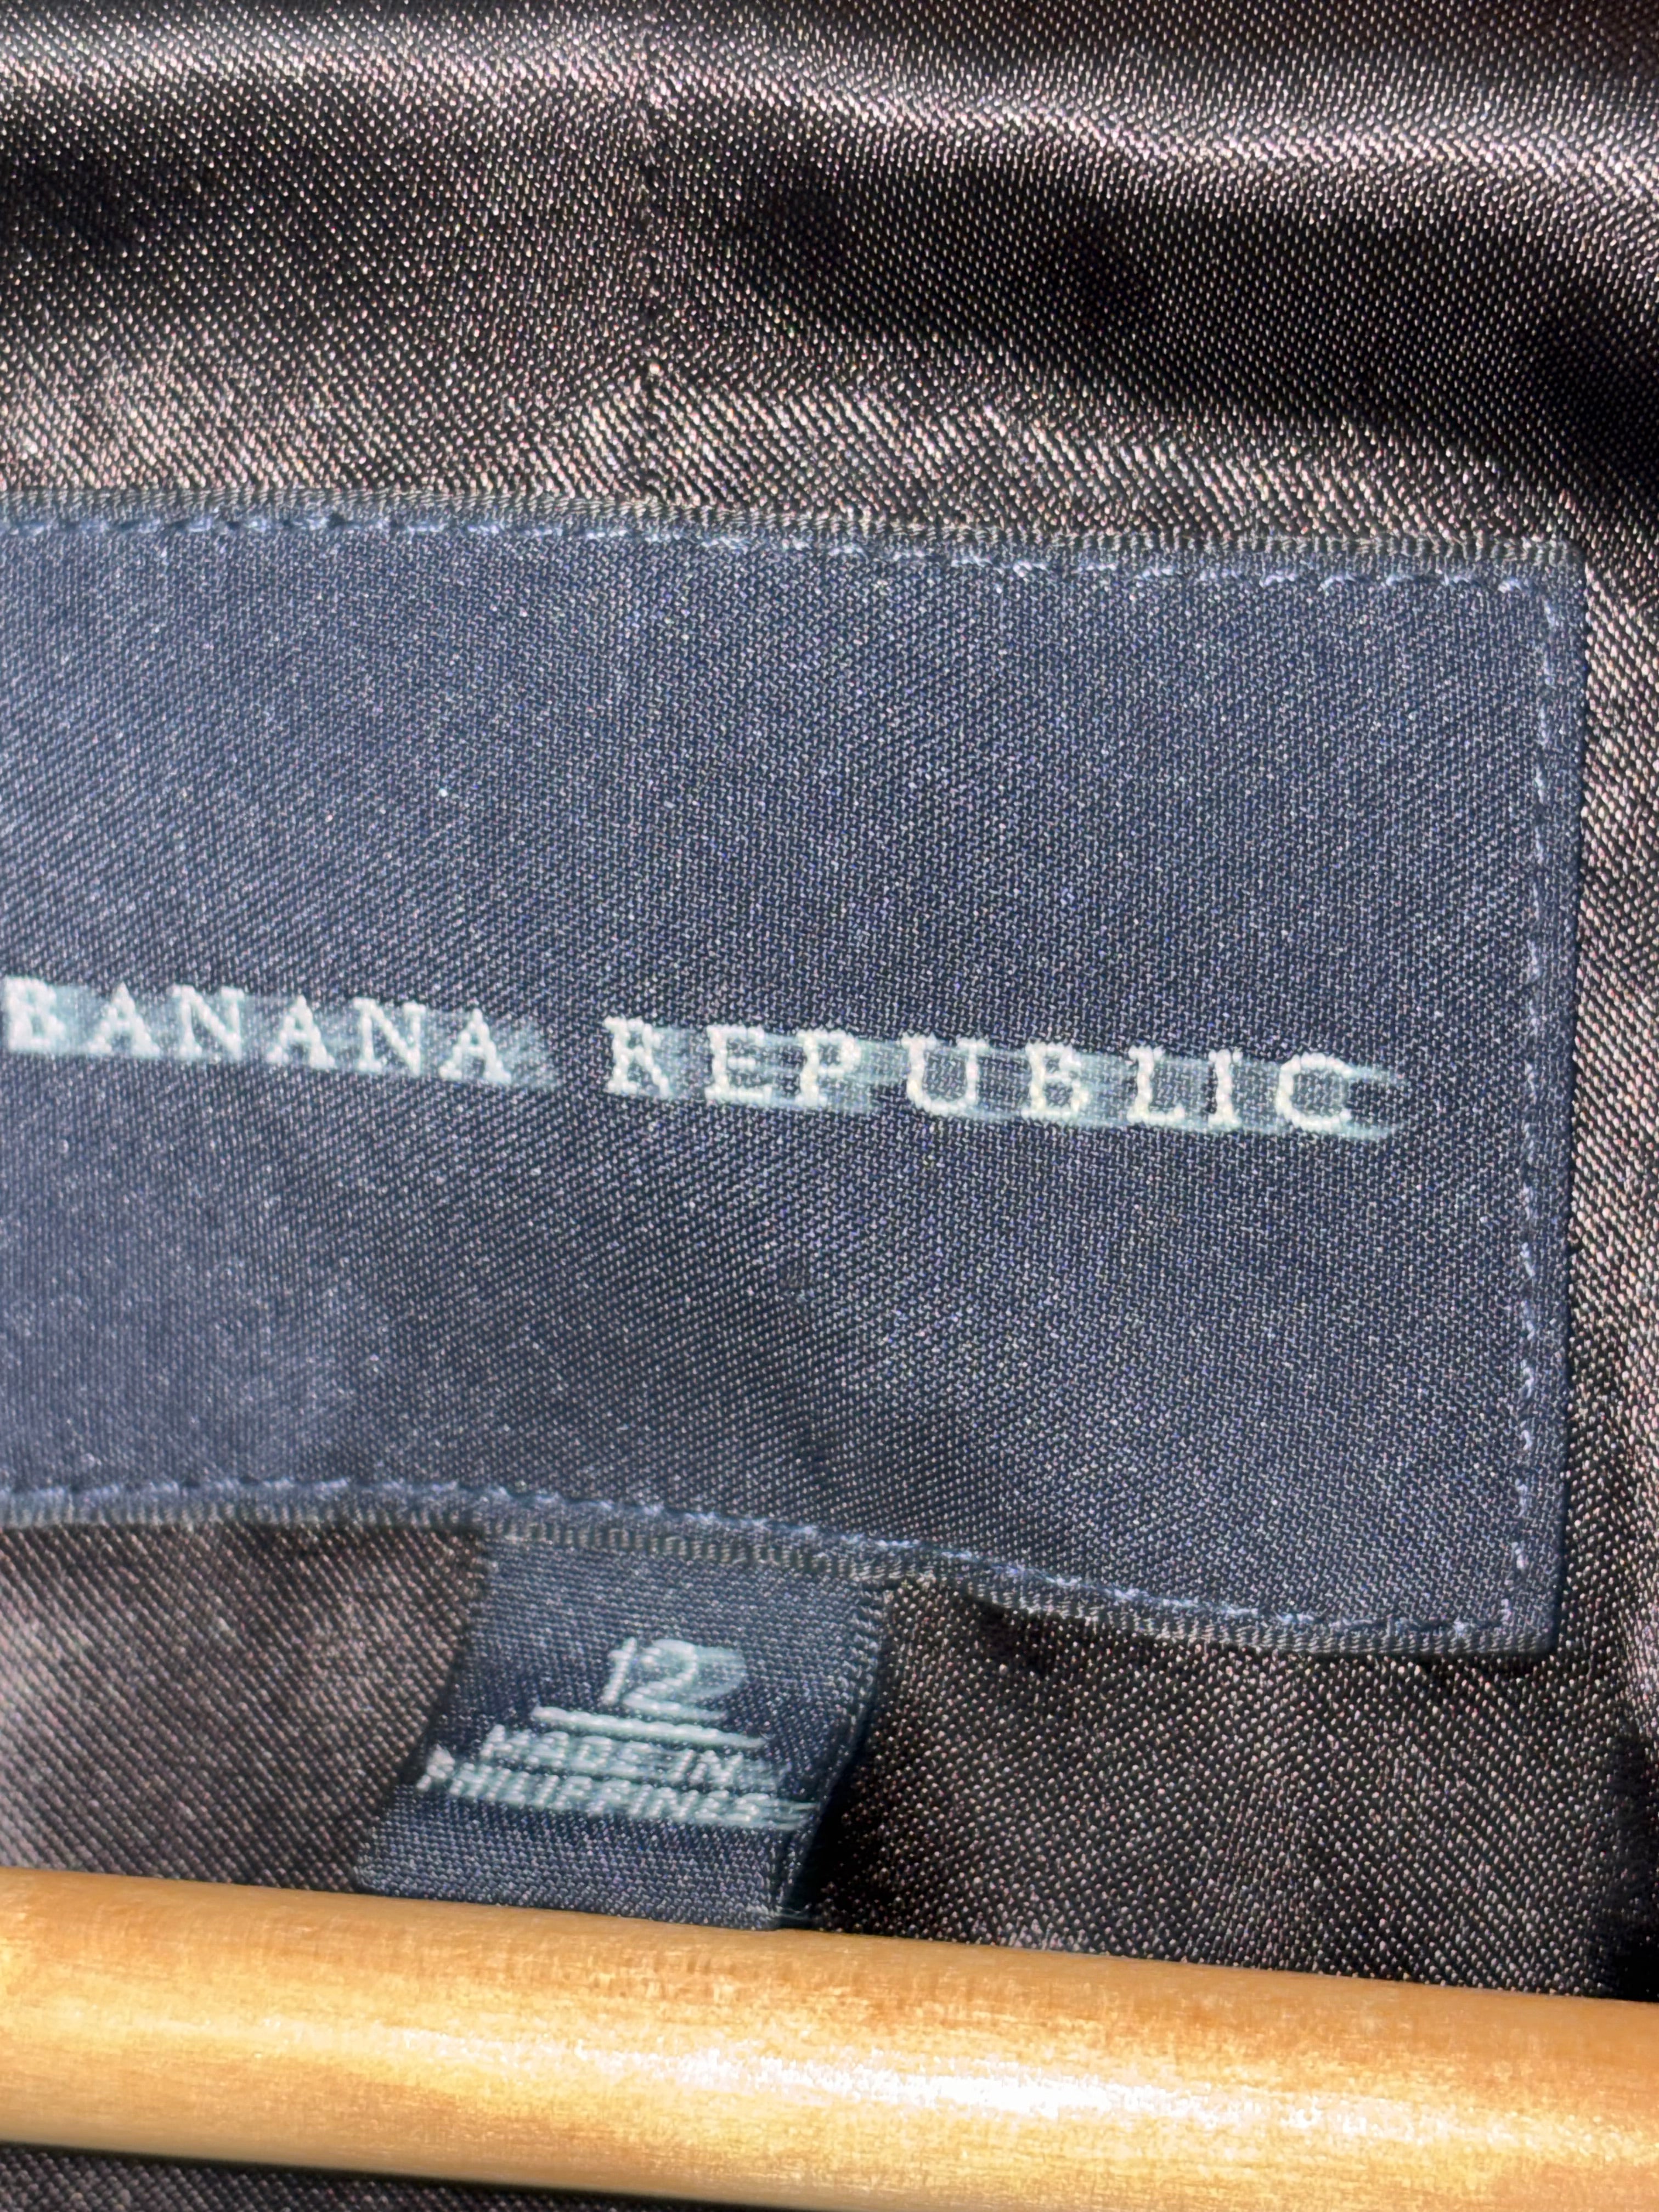 BANANA REPUBLIC
12
MADE IN
PHILIPPINES